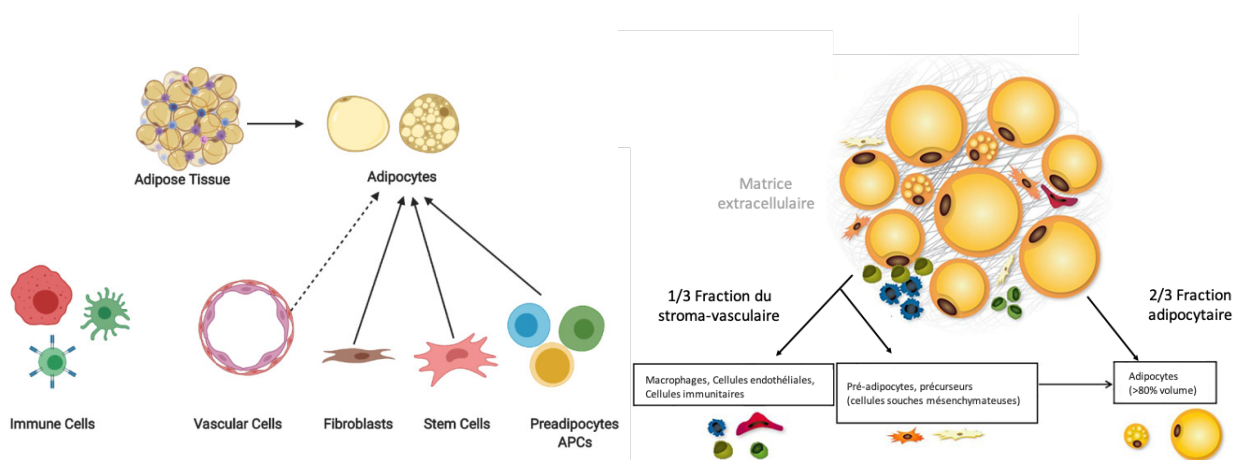 Adipose Tissue
Adipocytes
Immune Cells
Vascular Cells
Fibroblasts
Stem Cells
Preadipocytes
APCs
Matrice
extracellulaire
1/3 Fraction du
stroma-vasculaire
2/3 Fraction
adipocytaire
Macrophages, Cellules endothéliales,
Cellules immunitaires
Pré-adipocytes, précurseurs
(cellules souches mésenchymateuses)
Adipocytes
(>80% volume)